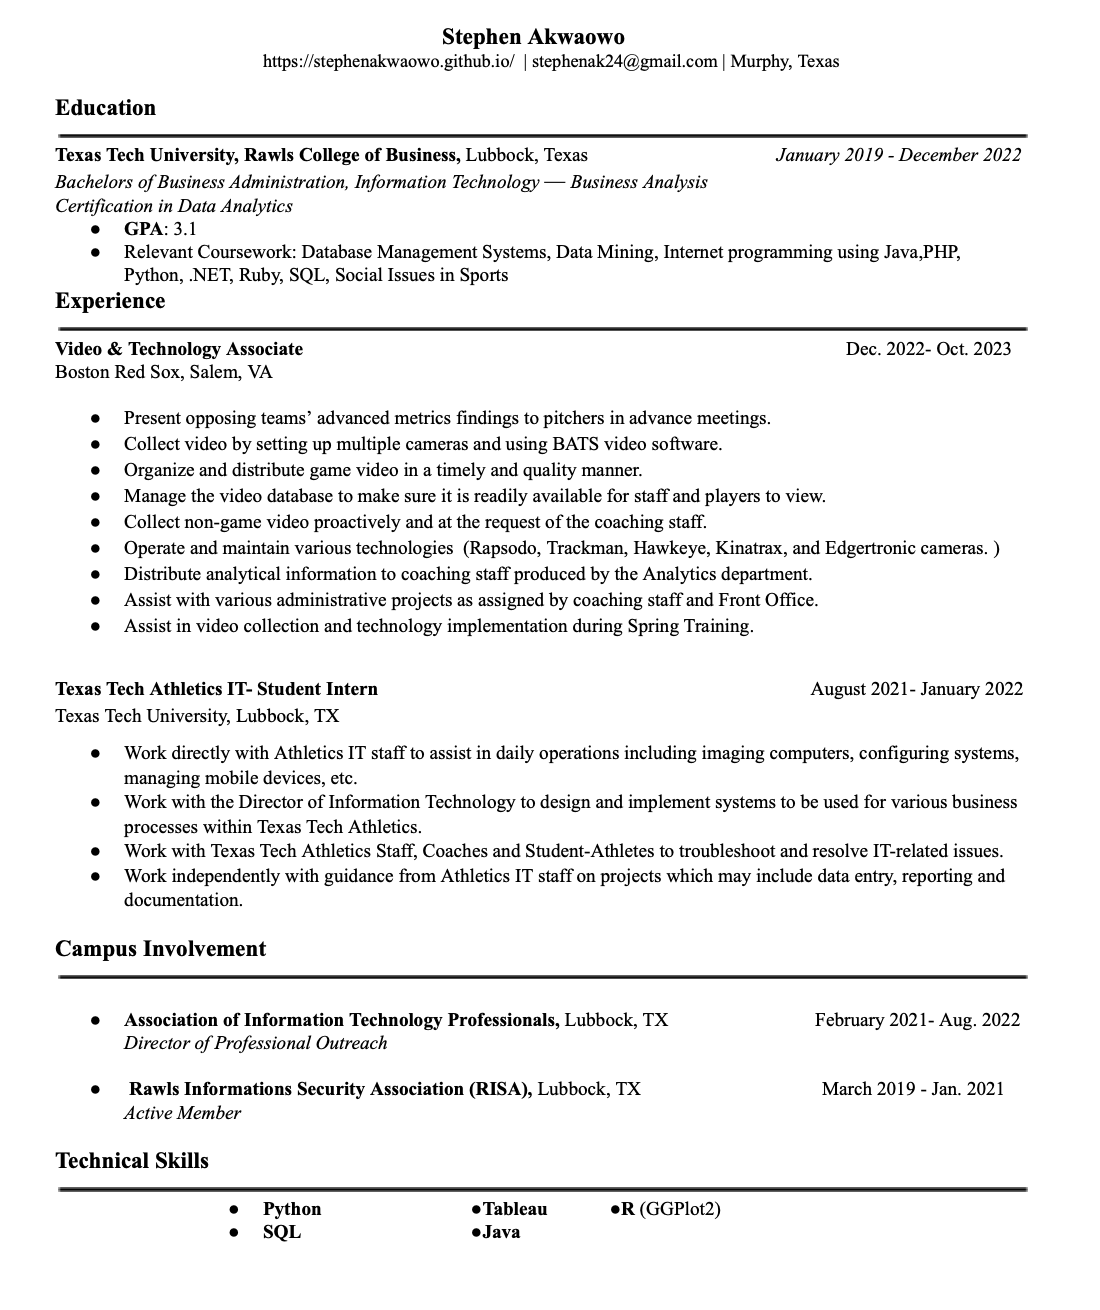 Stephen Akwaowo
https://stephenakwaowo.github.io/ | stephenak24@gmail.com | Murphy, Texas
Education
Texas Tech University, Rawls College of Business, Lubbock, Texas January 2019 - December 2022
Bachelors of Business Administration, Information Technology — Business Analysis
Certification in Data Analytics
● GPA: 3.1
● Relevant Coursework: Database Management Systems, Data Mining, Internet programming using Java,PHP,
Python, .NET, Ruby, SQL, Social Issues in Sports
Experience
Video & Technology Associate Dec. 2022- Oct. 2023
Boston Red Sox, Salem, VA
● Present opposing teams’ advanced metrics findings to pitchers in advance meetings.
● Collect video by setting up multiple cameras and using BATS video software.
● Organize and distribute game video in a timely and quality manner.
● Manage the video database to make sure it is readily available for staff and players to view.
● Collect non-game video proactively and at the request of the coaching staff.
● Operate and maintain various technologies (Rapsodo, Trackman, Hawkeye, Kinatrax, and Edgertronic cameras. )
● Distribute analytical information to coaching staff produced by the Analytics department.
● Assist with various administrative projects as assigned by coaching staff and Front Office.
● Assist in video collection and technology implementation during Spring Training.
Texas Tech Athletics IT- Student Intern August 2021- January 2022
Texas Tech University, Lubbock, TX
● Work directly with Athletics IT staff to assist in daily operations including imaging computers, configuring systems,
managing mobile devices, etc.
● Work with the Director of Information Technology to design and implement systems to be used for various business
processes within Texas Tech Athletics.
● Work with Texas Tech Athletics Staff, Coaches and Student-Athletes to troubleshoot and resolve IT-related issues.
● Work independently with guidance from Athletics IT staff on projects which may include data entry, reporting and
documentation.
Campus Involvement
● Association of Information Technology Professionals, Lubbock, TX February 2021- Aug. 2022
Director of Professional Outreach
● Rawls Informations Security Association (RISA), Lubbock, TX March 2019 - Jan. 2021
Active Member
Technical Skills
● Python ●Tableau ●R (GGPlot2)
● SQL ●Java